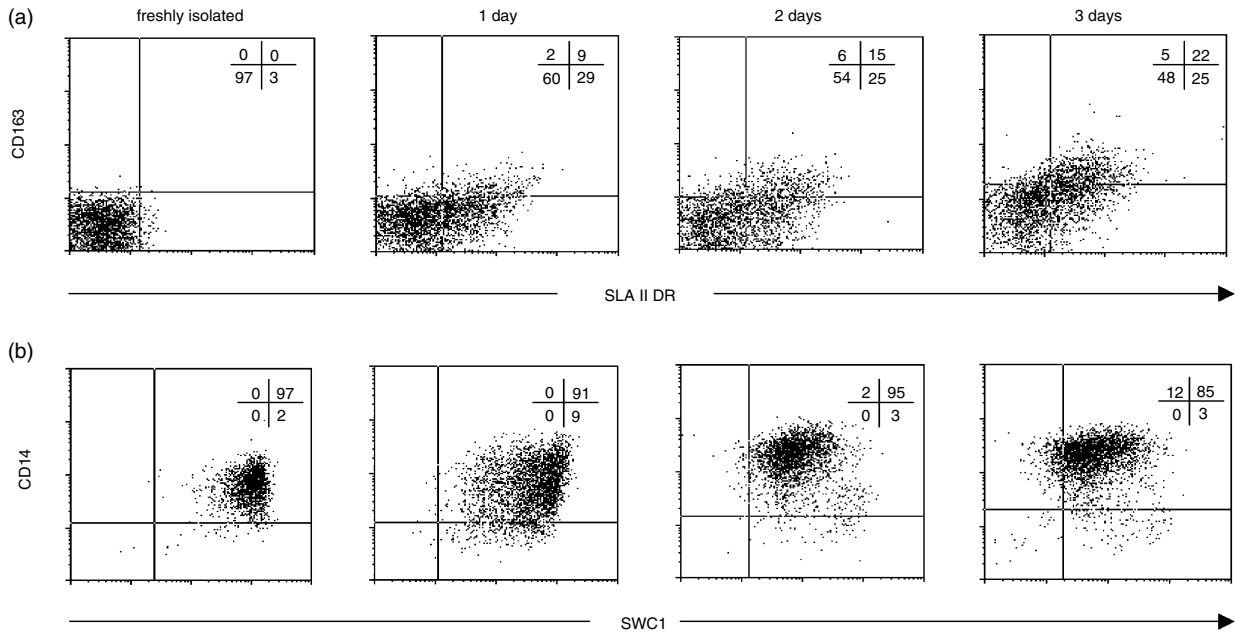 (a)
freshly isolated 1 day 2 days 3 days
CD163
0 0
97 3
2 9
60 29
6 15
54 25
5 22
48 25
SLA II DR
(b)
CD14
0 97
0 2
0 91
0 9
2 95
0 3
12 85
0 3
SWC1